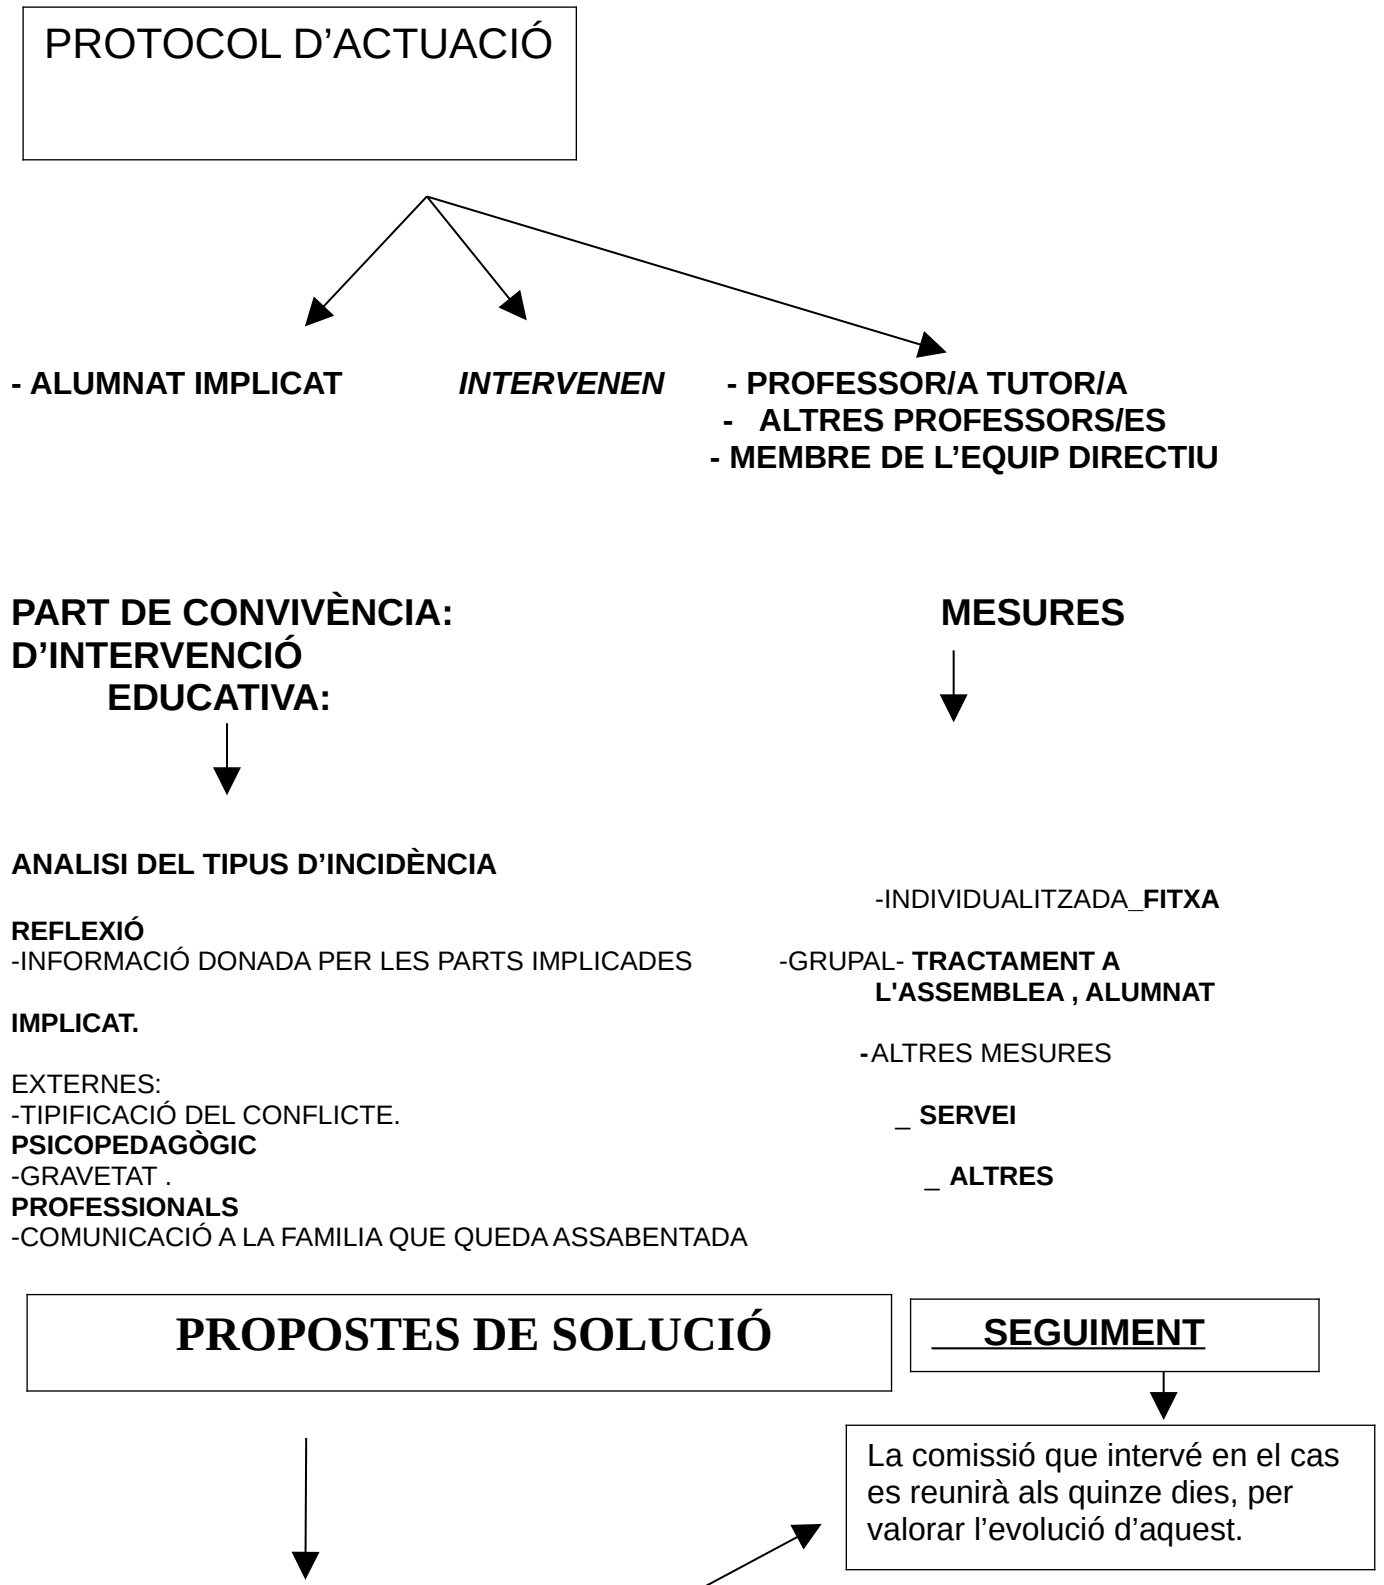 PROTOCOL D’ACTUACIÓ
- ALUMNAT IMPLICAT INTERVENEN - PROFESSOR/A TUTOR/A
- ALTRES PROFESSORS/ES
- MEMBRE DE L’EQUIP DIRECTIU
PART DE CONVIVÈNCIA: MESURES
D’INTERVENCIÓ
EDUCATIVA:
ANALISI DEL TIPUS D’INCIDÈNCIA
-INDIVIDUALITZADA_FITXA
REFLEXIÓ
-INFORMACIÓ DONADA PER LES PARTS IMPLICADES -GRUPAL- TRACTAMENT A
L'ASSEMBLEA , ALUMNAT
IMPLICAT.
-ALTRES MESURES
EXTERNES:
-TIPIFICACIÓ DEL CONFLICTE. _ SERVEI
PSICOPEDAGÒGIC
-GRAVETAT . _ ALTRES
PROFESSIONALS
-COMUNICACIÓ A LA FAMILIA QUE QUEDA ASSABENTADA
PROPOSTES DE SOLUCIÓ
SEGUIMENT
La comissió que intervé en el cas
es reunirà als quinze dies, per
valorar l’evolució d’aquest.